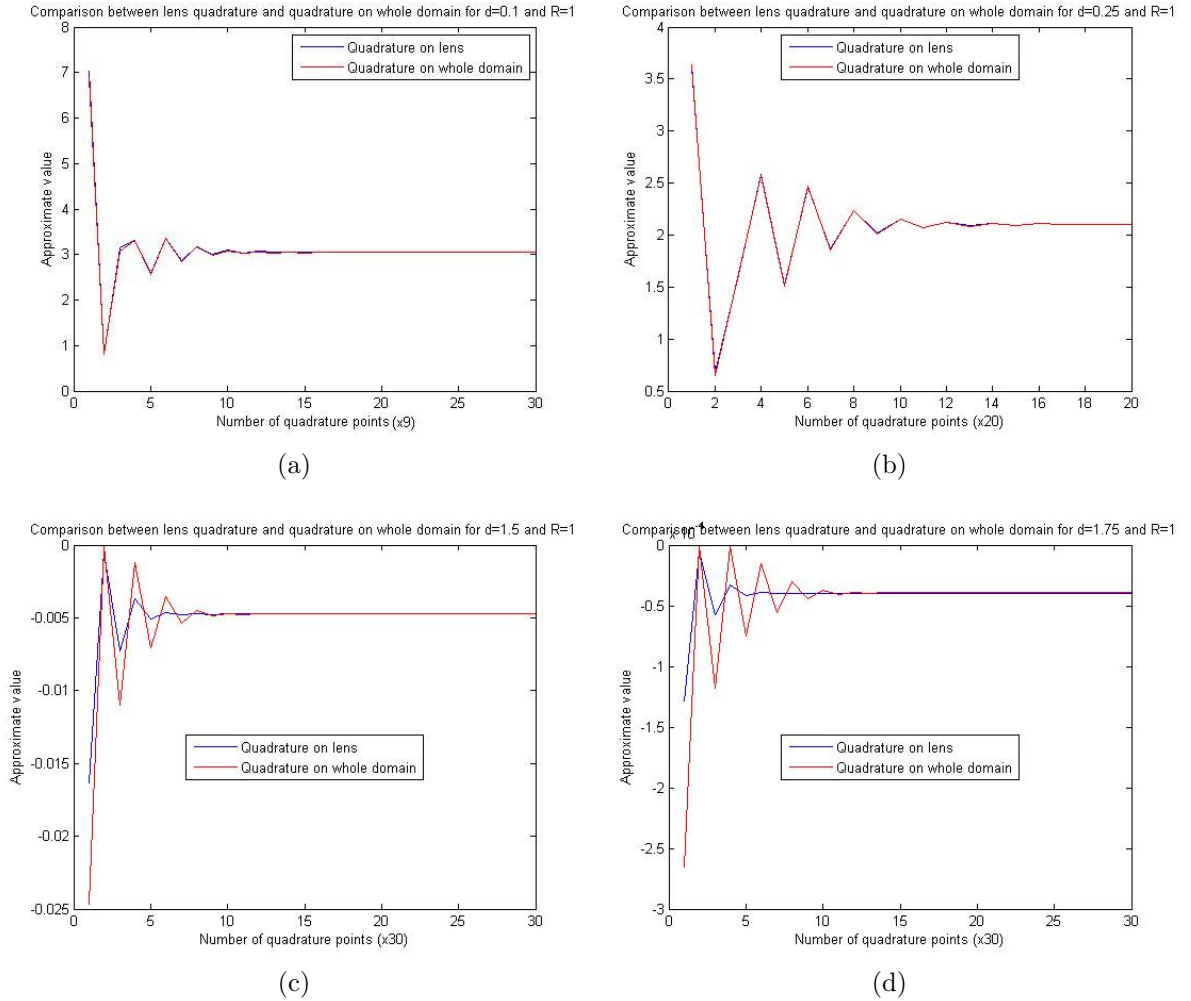 Comparison between lens quadrature and quadrature on whole domain for d=0.1 and R=1
8
7
6
5
4
3
2
1
0
Approximate value
Quadrature on lens
Quadrature on whole domain
0 5 10 15 20 25 30
Number of quadrature points (x9)
(a)
Comparison between lens quadrature and quadrature on whole domain for d=0.25 and R=1
4
3.5
3
2.5
2
1.5
1
0.5
Approximate value
Quadrature on lens
Quadrature on whole domain
0 2 4 6 8 10 12 14 16 18 20
Number of quadrature points (x20)
(b)
Comparison between lens quadrature and quadrature on whole domain for d=1.5 and R=1
0
-0.005
-0.01
-0.015
-0.02
-0.025
Approximate value
Quadrature on lens
Quadrature on whole domain
0 5 10 15 20 25 30
Number of quadrature points (x30)
(c)
Comparison between lens quadrature and quadrature on whole domain for d=1.75 and R=1
x 10^-4
0
-0.5
-1
-1.5
-2
-2.5
-3
Approximate value
Quadrature on lens
Quadrature on whole domain
0 5 10 15 20 25 30
Number of quadrature points (x30)
(d)